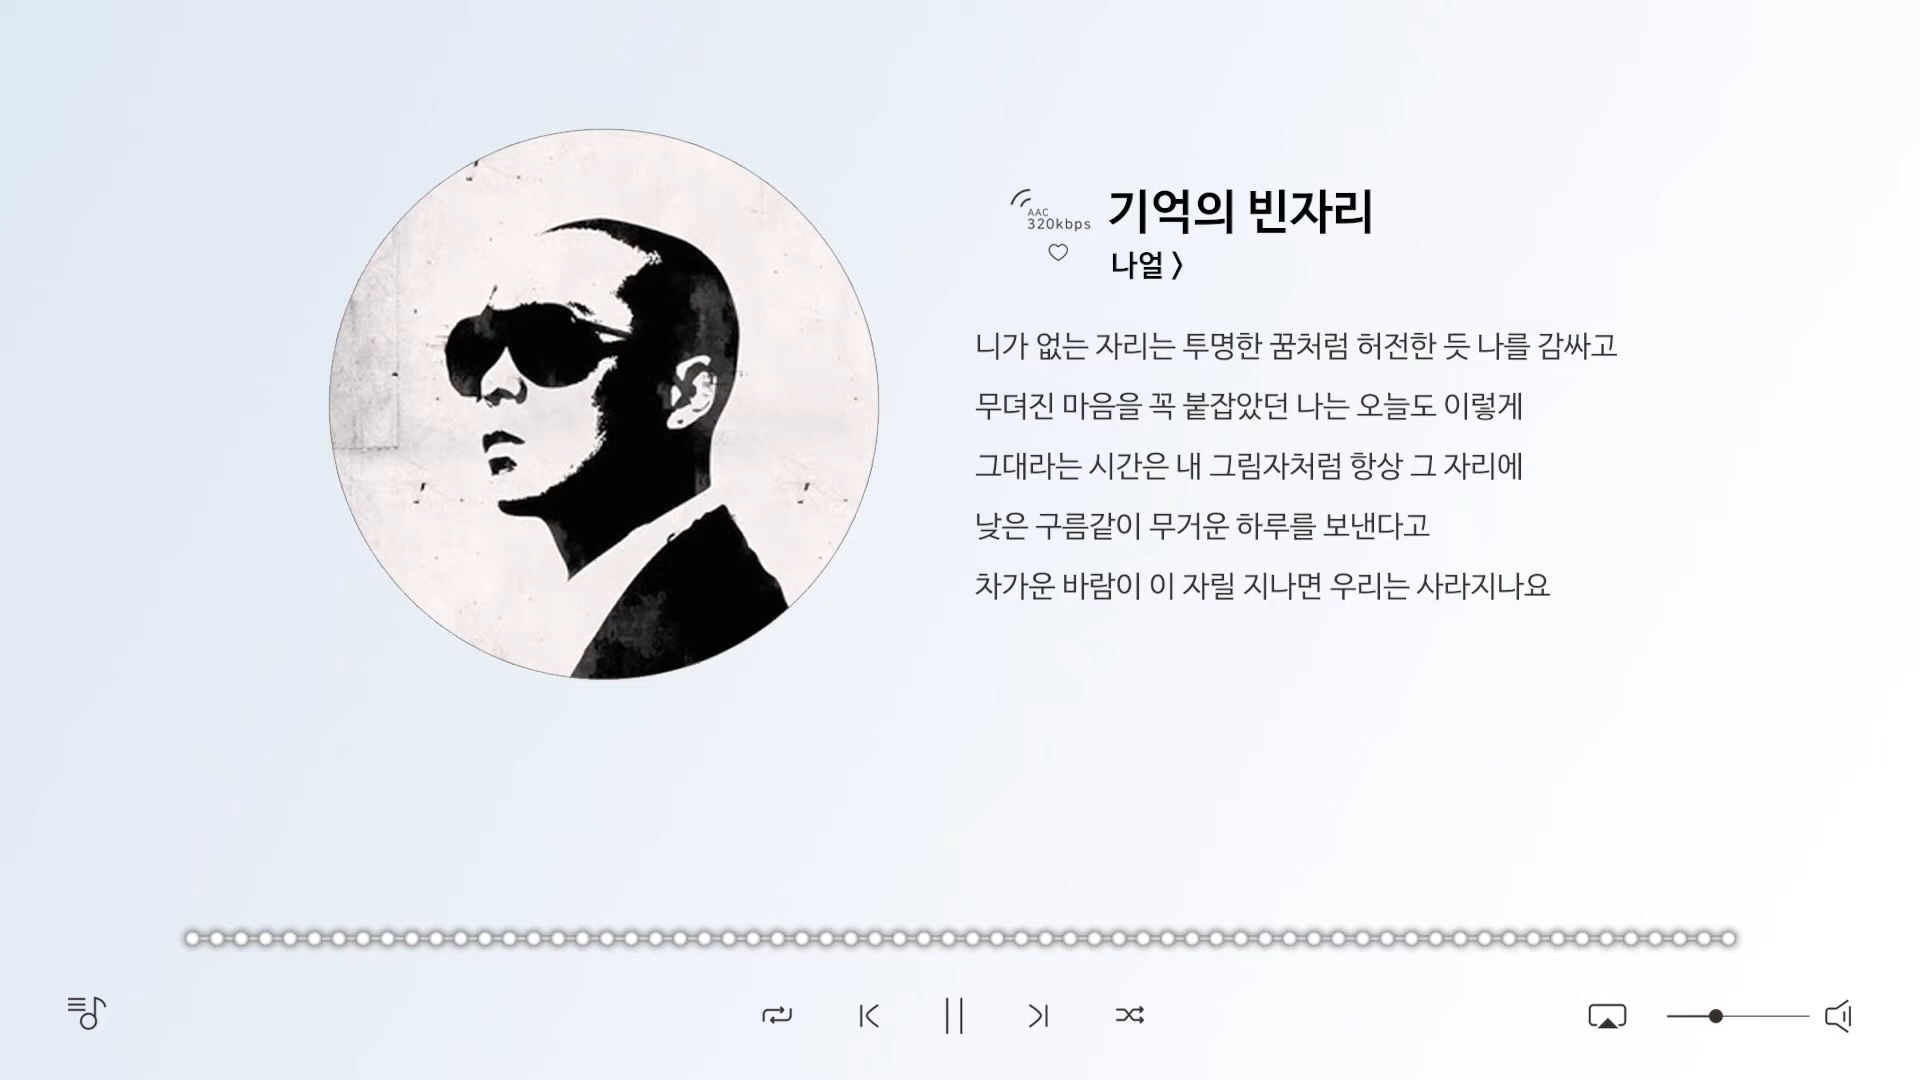 AAC
320kbps
기억의 빈자리
나얼 〉
니가 없는 자리는 투명한 꿈처럼 허전한 듯 나를 감싸고
무뎌진 마음을 꼭 붙잡았던 나는 오늘도 이렇게
그대라는 시간은 내 그림자처럼 항상 그 자리에
낮은 구름같이 무거운 하루를 보낸다고
차가운 바람이 이 자릴 지나면 우리는 사라지나요